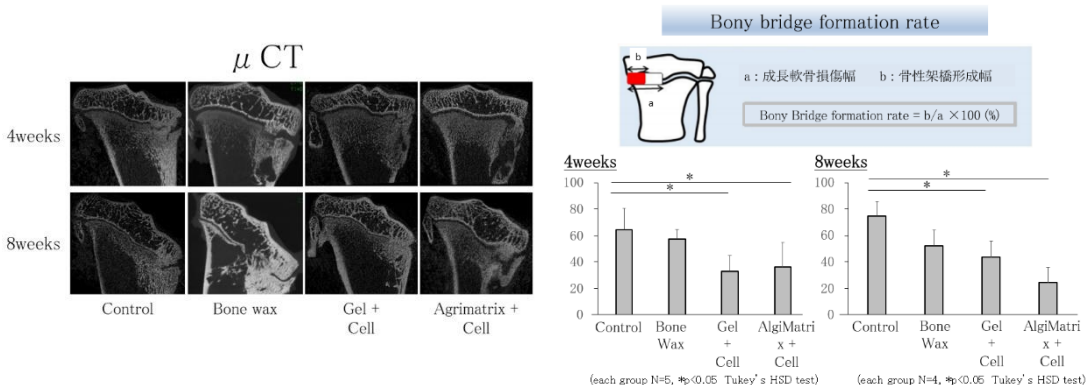 μ CT
4weeks
8weeks
Control
Bone wax
Gel +
Cell
Agrimatrix +
Cell
Bony bridge formation rate
b
a
a：成長軟骨損傷幅　b：骨性架橋形成幅
Bony Bridge formation rate = b/a ×100 (%)
4weeks
*
*
100
80
60
40
20
0
Control
Bone
Wax
Gel
+
Cell
AlgiMatri
x +
Cell
(each group N=5, *p<0.05 Tukey's HSD test)
8weeks
*
*
100
80
60
40
20
0
Control
Bone
Wax
Gel
+
Cell
AlgiMatri
x +
Cell
(each group N=4, *p<0.05 Tukey's HSD test)